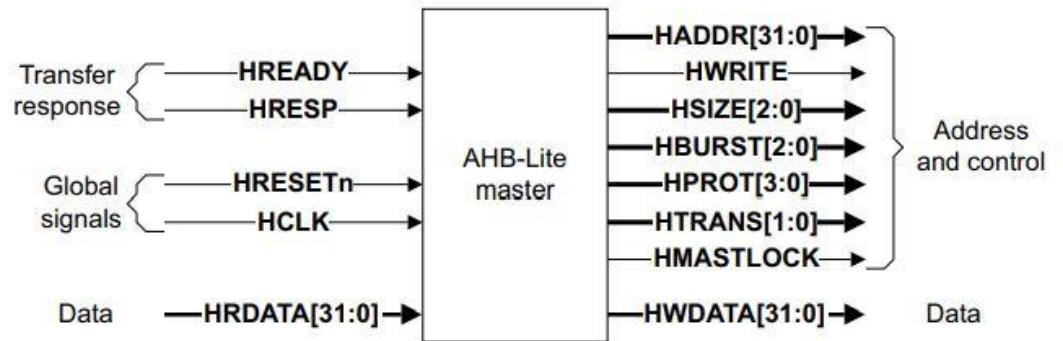 Transfer
response
HREADY
HRESP
Global
signals
HRESETn
HCLK
Data
HRDATA[31:0]
AHB-Lite
master
HADDR[31:0]
HWRITE
HSIZE[2:0]
HBURST[2:0]
HPROT[3:0]
HTRANS[1:0]
HMASTLOCK
Address
and control
HWDATA[31:0]
Data